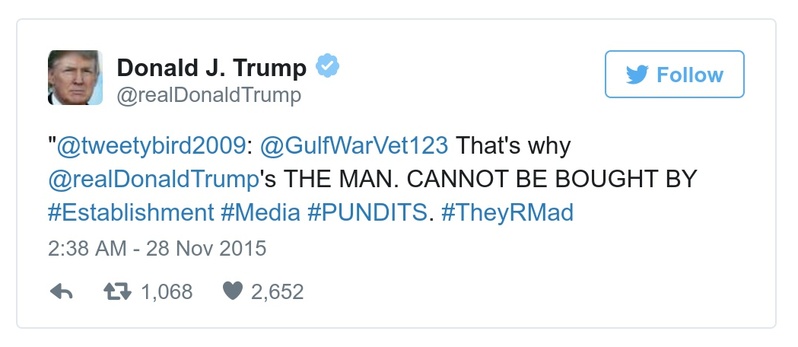 Donald J. Trump
@realDonaldTrump
Follow
"@tweetybird2009: @GulfWarVet123 That's why
@realDonaldTrump's THE MAN. CANNOT BE BOUGHT BY
#Establishment #Media #PUNDITS. #TheyRMad
2:38 AM - 28 Nov 2015
1,068 2,652